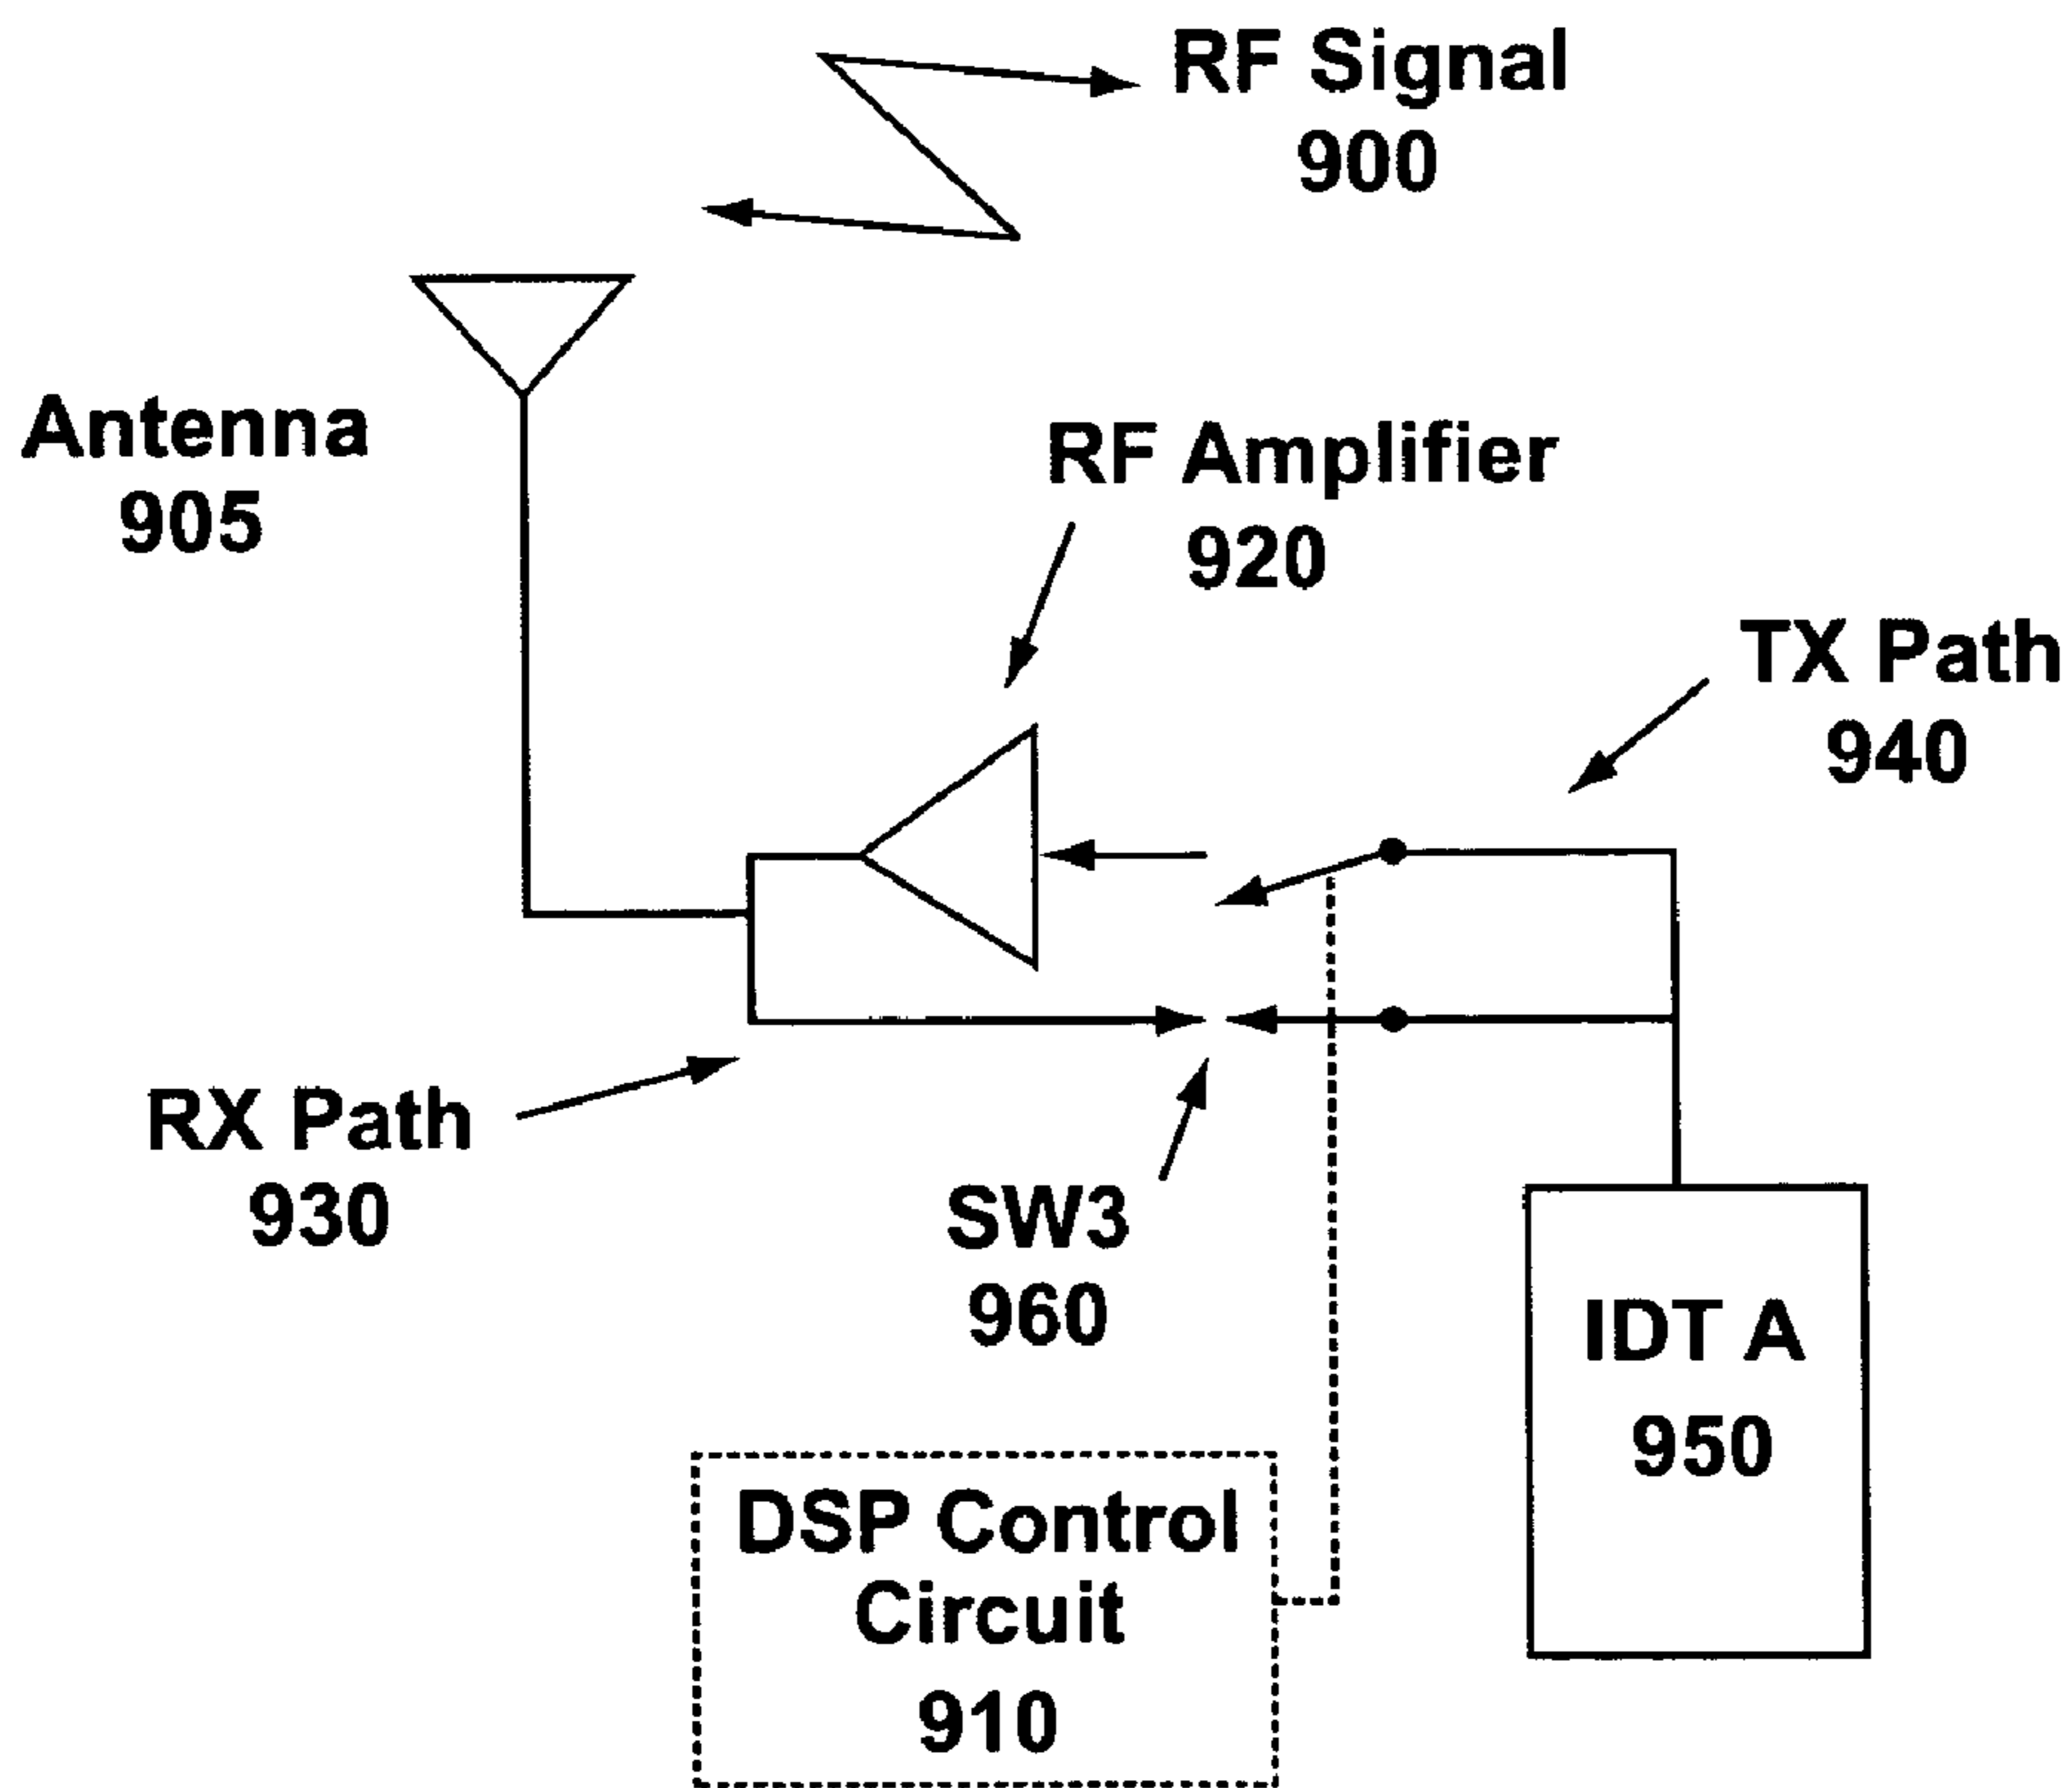 RF Signal
900
Antenna
905
RF Amplifier
920
TX Path
940
RX Path
930
SW3
960
IDT A
950
DSP Control
Circuit
910